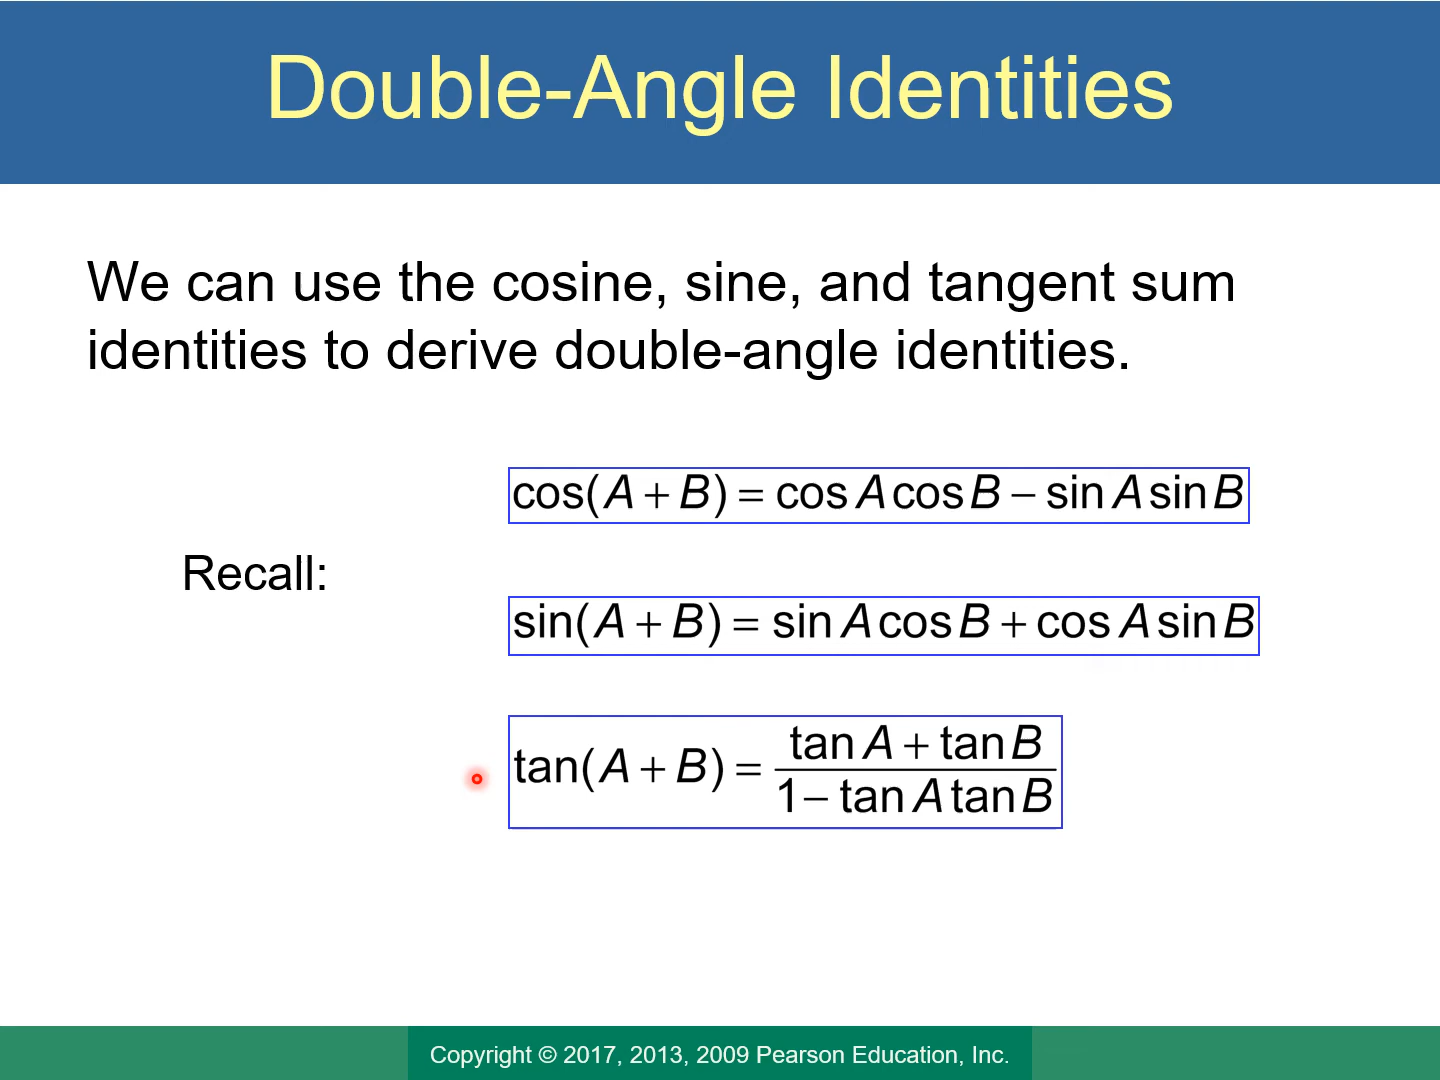 Double-Angle Identities
We can use the cosine, sine, and tangent sum
identities to derive double-angle identities.
cos(A + B) = cos A cos B − sin A sin B
Recall:
sin(A + B) = sin A cos B + cos A sin B
tan(A + B) = (tan A + tan B) / (1 − tan A tan B)
Copyright © 2017, 2013, 2009 Pearson Education, Inc.